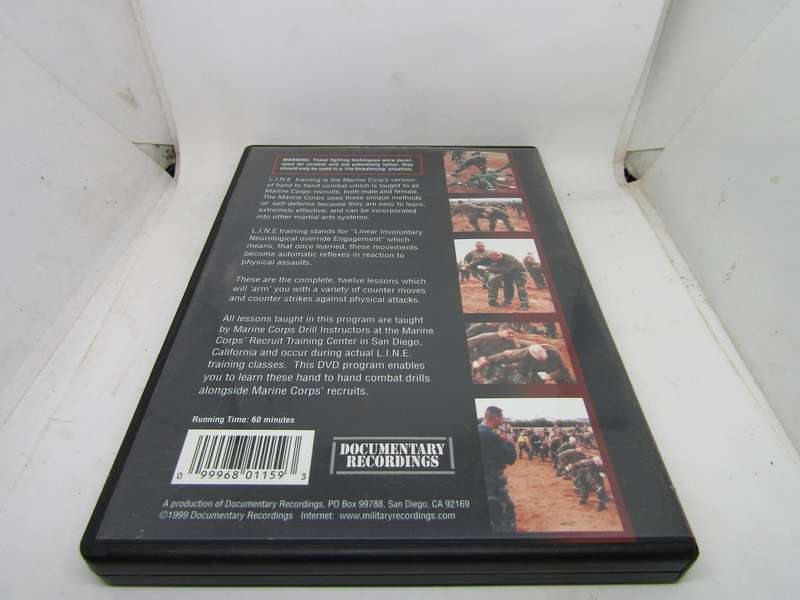 WARNING: These fighting techniques were devel-
oped for combat and are potentially lethal, they
should only be used in a 'life threatening' situation.
L.I.N.E training is the Marine Corp's version
of hand to hand combat which is taught to all
Marine Corps recruits, both male and female.
The Marine Corps uses these unique methods
of self-defense because they are easy to learn,
extremely effective, and can be incorporated
into other martial arts systems.
L.I.N.E training stands for "Linear Involuntary
Neurological override Engagement" which
means, that once learned, these movements
become automatic reflexes in reaction to
physical assaults.
These are the complete, twelve lessons which
will 'arm' you with a variety of counter moves
and counter strikes against physical attacks.
All lessons taught in this program are taught
by Marine Corps Drill Instructors at the Marine
Corps' Recruit Training Center in San Diego,
California and occur during actual L.I.N.E.
training classes. This DVD program enables
you to learn these hand to hand combat drills
alongside Marine Corps' recruits.
Running Time: 60 minutes
0 99968 01159 3
DOCUMENTARY
RECORDINGS
A production of Documentary Recordings, PO Box 99788, San Diego, CA 92169
©1999 Documentary Recordings Internet: www.militaryrecordings.com